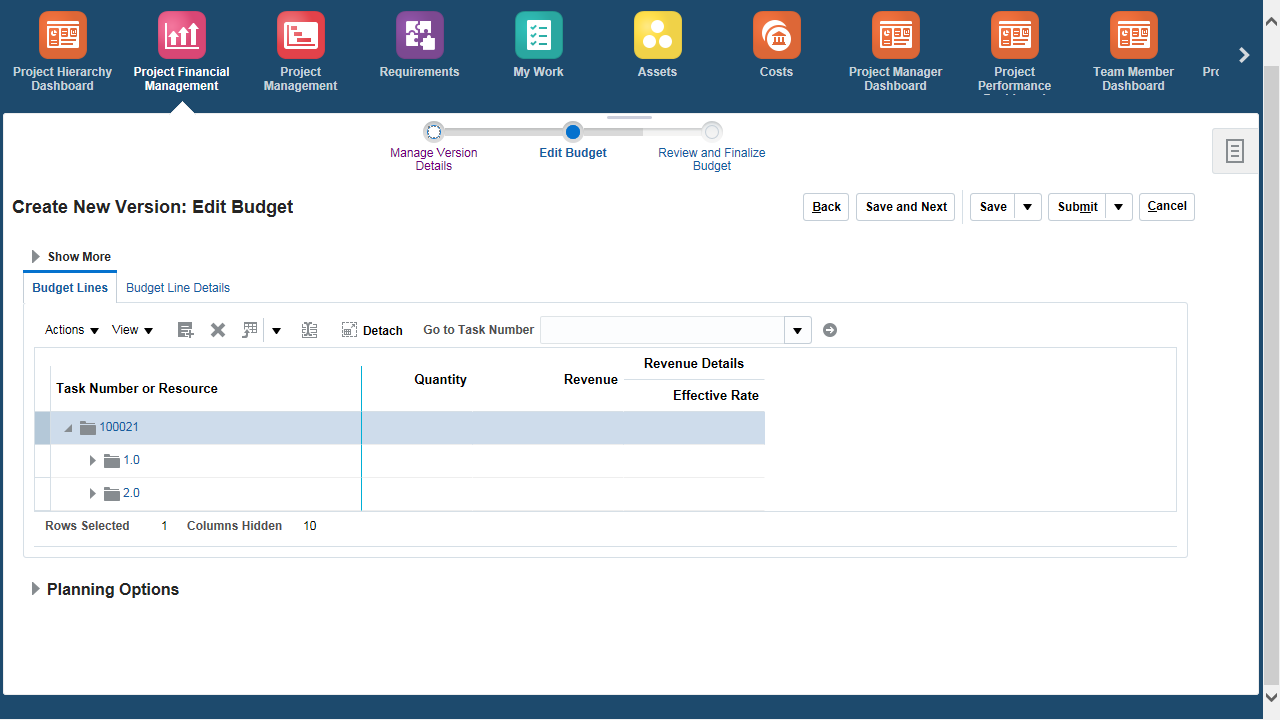 Project Hierarchy
Dashboard
Project Financial
Management
Project
Management
Requirements
My Work
Assets
Costs
Project Manager
Dashboard
Project
Performance
Team Member
Dashboard
Manage Version
Details
Edit Budget
Review and Finalize
Budget
Create New Version: Edit Budget
Back
Save and Next
Save
Submit
Cancel
Show More
Budget Lines
Budget Line Details
Actions
View
Detach
Go to Task Number
Task Number or Resource
Quantity
Revenue
Revenue Details
Effective Rate
100021
1.0
2.0
Rows Selected 1 Columns Hidden 10
Planning Options